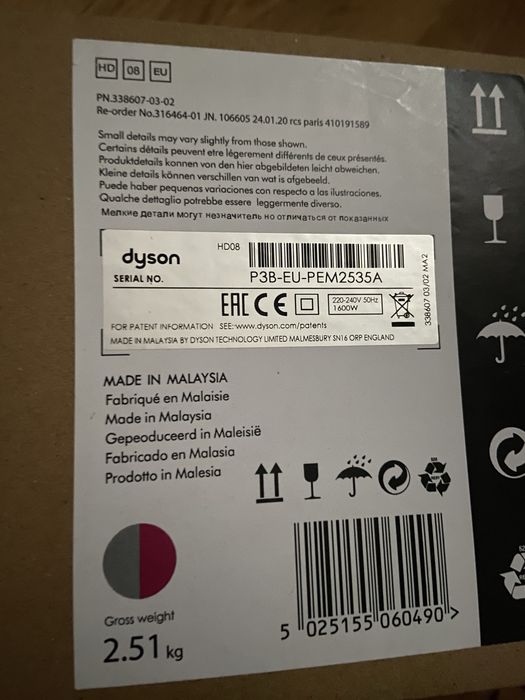 HD 08 EU
PN.338607-03-02
Re-order No.316464-01 JN. 106605 24.01.20 rcs paris 410191589
Small details may vary slightly from those shown.
Certains détails peuvent etre légerement différents de ceux présentés.
Produktdetails konnen von den hier abgebildeten leicht abweichen.
Kleine details können verschillen van wat is afgebeeld.
Puede haber pequenas variaciones con respecto a las ilustraciones.
Qualche dettaglio potrebbe essere leggermente diverso.
Мелкие детали могут незначитель но отличаться от показанных
dyson
HD08
SERIAL NO.
P3B-EU-PEM2535A
EAC CE
220-240V 50Hz
1600W
338607 03/02 MA2
FOR PATENT INFORMATION SEE:-www.dyson.com/patents
MADE IN MALAYSIA BY DYSON TECHNOLOGY LIMITED MALMESBURY SN16 ORP ENGLAND
MADE IN MALAYSIA
Fabriqué en Malaisie
Made in Malaysia
Gepeoduceerd in Maleisië
Fabricado en Malasia
Prodotto in Malesia
Gross weight
2.51 kg
5 025155 060490 >